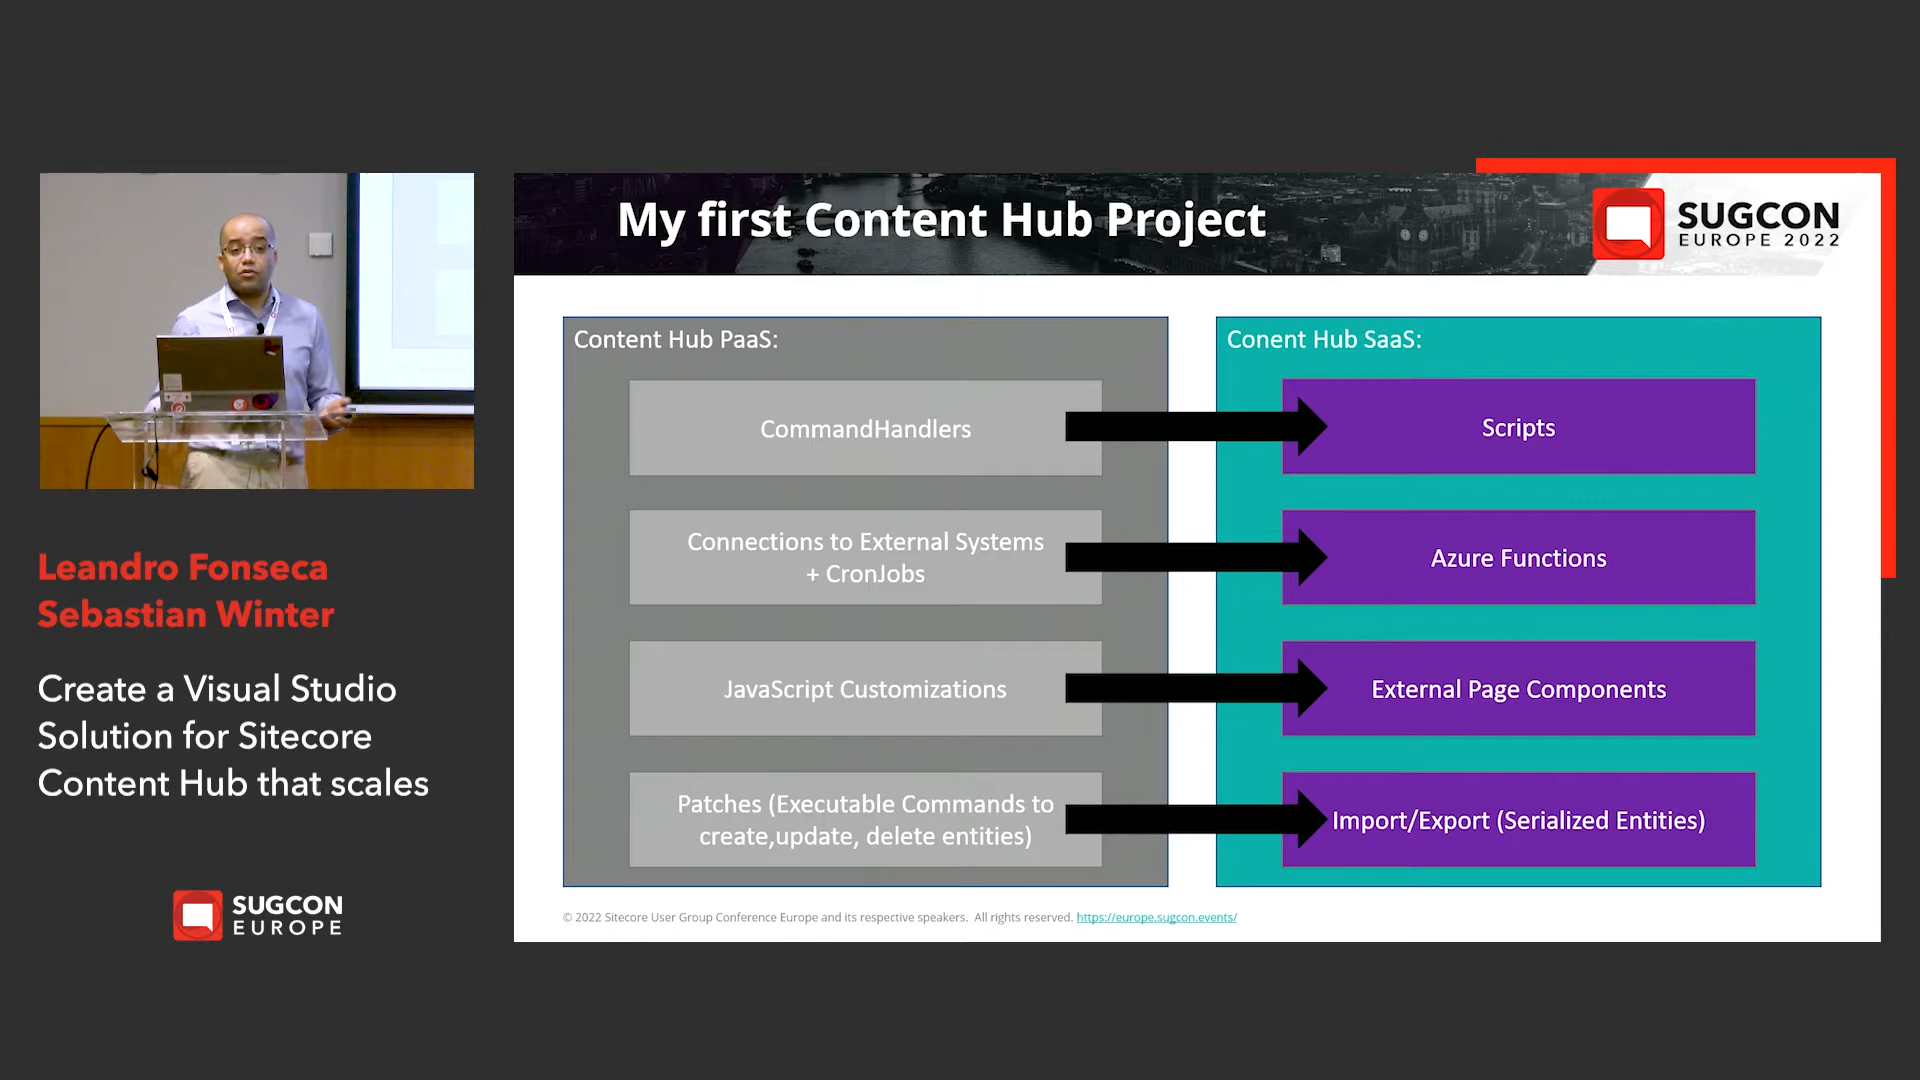 My first Content Hub Project
SUGCON
EUROPE 2022
Content Hub PaaS:
CommandHandlers
Connections to External Systems
+ CronJobs
JavaScript Customizations
Patches (Executable Commands to
create,update, delete entities)
Conent Hub SaaS:
Scripts
Azure Functions
External Page Components
Import/Export (Serialized Entities)
© 2022 Sitecore User Group Conference Europe and its respective speakers. All rights reserved. https://europe.sugcon.events/
Leandro Fonseca
Sebastian Winter
Create a Visual Studio
Solution for Sitecore
Content Hub that scales
SUGCON
EUROPE